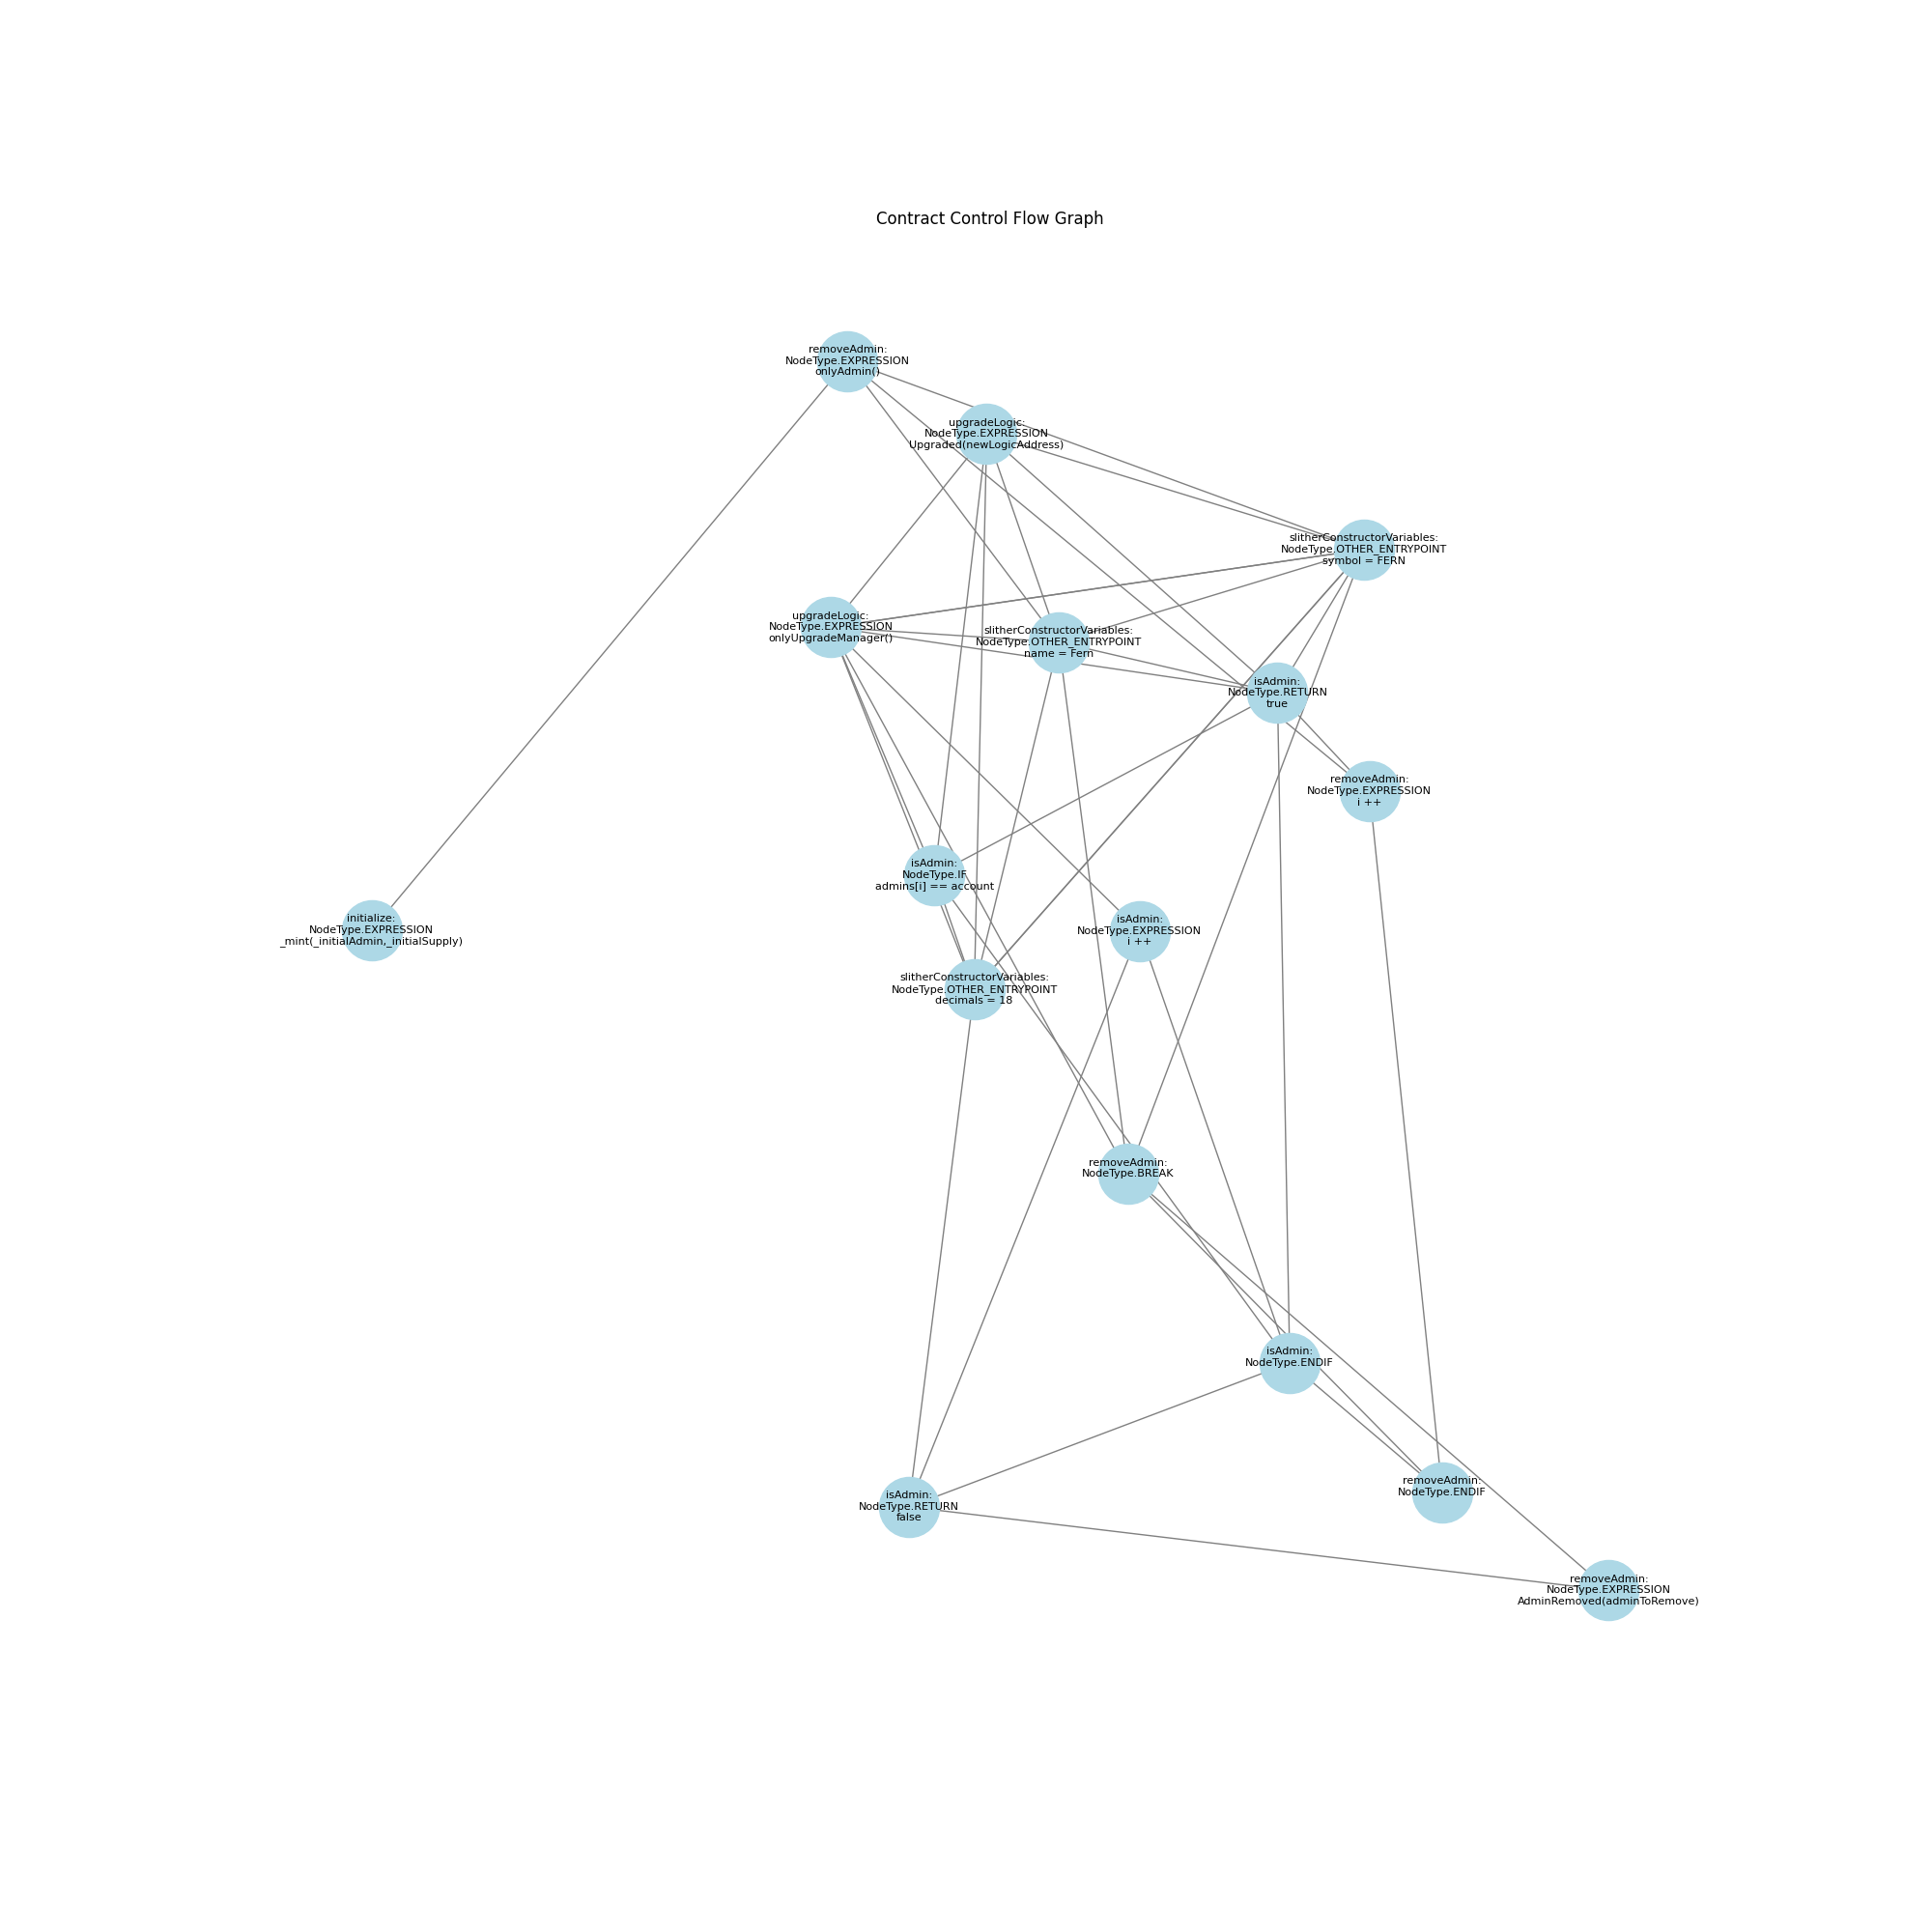 Contract Control Flow Graph
removeAdmin:
NodeType.EXPRESSION
onlyAdmin()
upgradeLogic:
NodeType.EXPRESSION
Upgraded(newLogicAddress)
slitherConstructorVariables:
NodeType.OTHER_ENTRYPOINT
symbol = FERN
upgradeLogic:
NodeType.EXPRESSION
onlyUpgradeManager()
slitherConstructorVariables:
NodeType.OTHER_ENTRYPOINT
name = Fern
isAdmin:
NodeType.RETURN
true
removeAdmin:
NodeType.EXPRESSION
i ++
isAdmin:
NodeType.IF
admins[i] == account
initialize:
NodeType.EXPRESSION
_mint(_initialAdmin,_initialSupply)
isAdmin:
NodeType.EXPRESSION
i ++
slitherConstructorVariables:
NodeType.OTHER_ENTRYPOINT
decimals = 18
removeAdmin:
NodeType.BREAK
isAdmin:
NodeType.ENDIF
removeAdmin:
NodeType.ENDIF
isAdmin:
NodeType.RETURN
false
removeAdmin:
NodeType.EXPRESSION
AdminRemoved(adminToRemove)